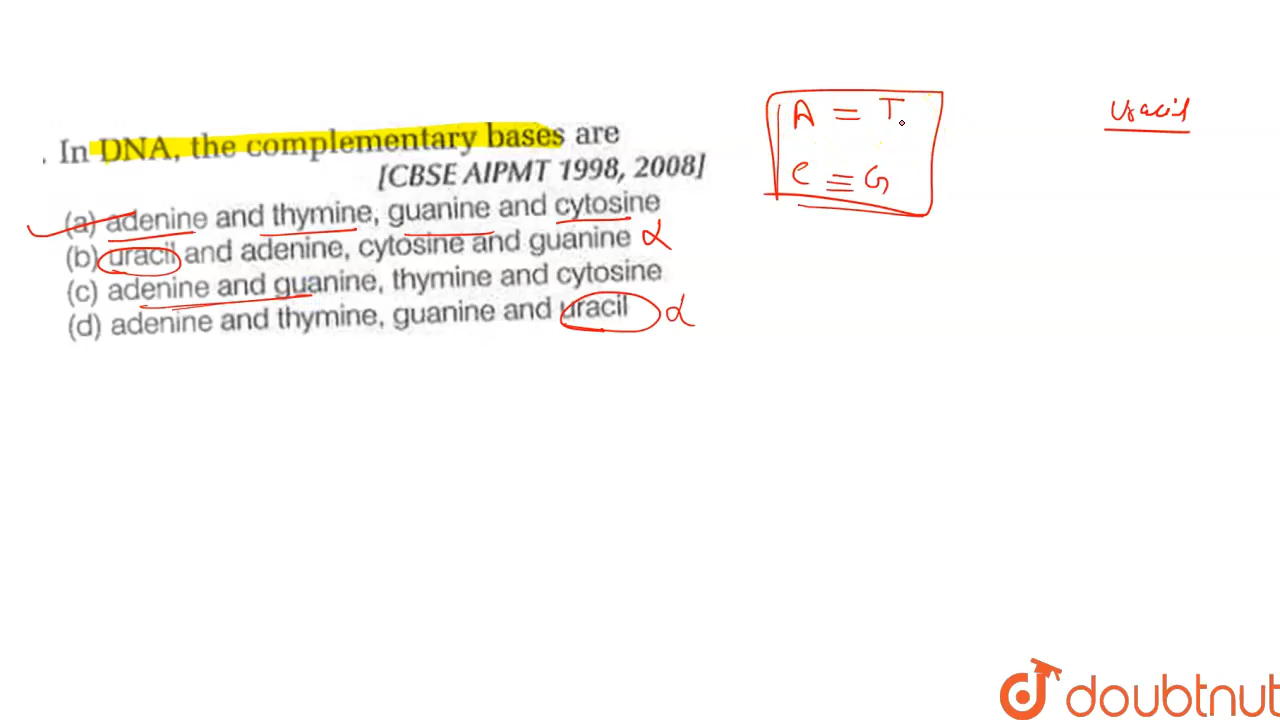 . In DNA, the complementary bases are
[CBSE AIPMT 1998, 2008]
(a) adenine and thymine, guanine and cytosine
(b) uracil and adenine, cytosine and guanine
(c) adenine and guanine, thymine and cytosine
(d) adenine and thymine, guanine and uracil
A = T
C ≡ G
Uracil
doubtnut